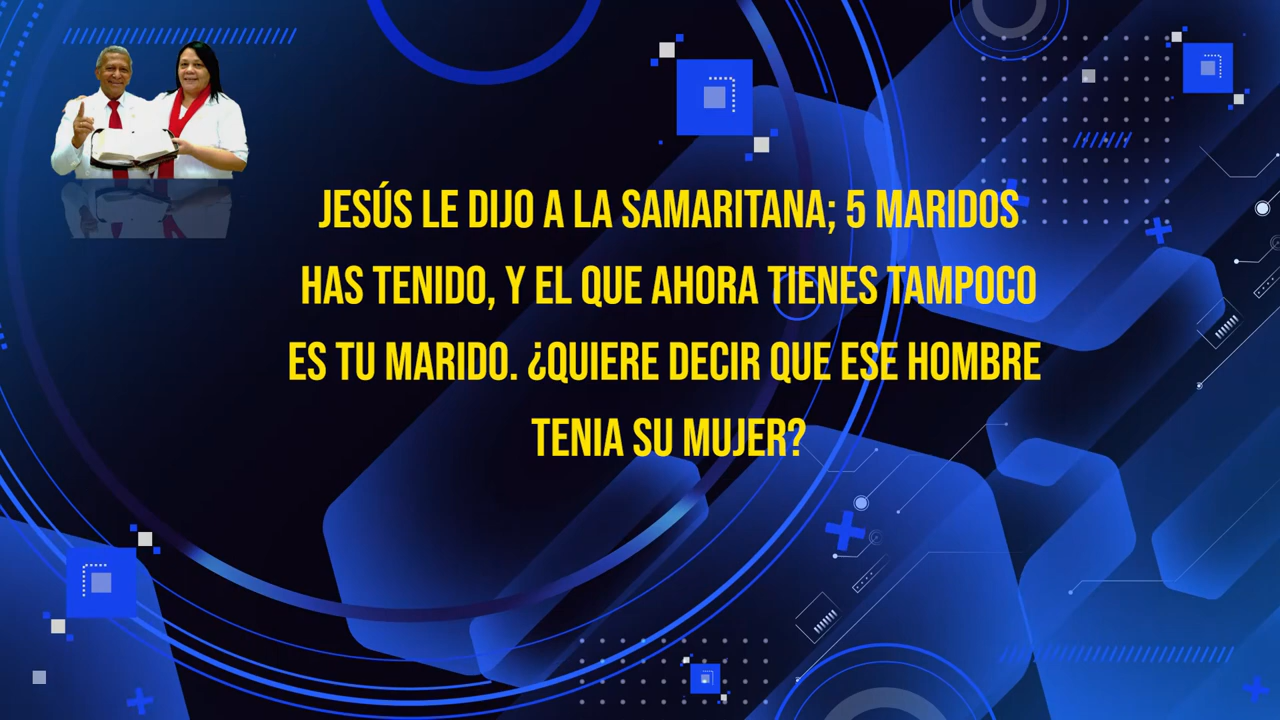 JESÚS LE DIJO A LA SAMARITANA; 5 MARIDOS
HAS TENIDO, Y EL QUE AHORA TIENES TAMPOCO
ES TU MARIDO. ¿QUIERE DECIR QUE ESE HOMBRE
TENIA SU MUJER?